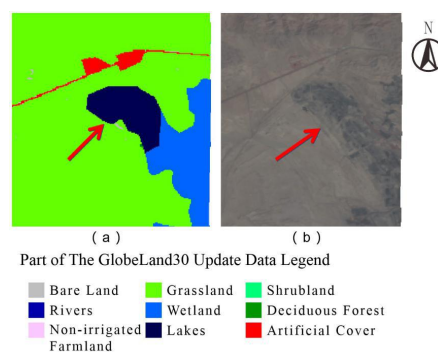 N
(a)
(b)
Part of The GlobeLand30 Update Data Legend
Bare Land Grassland Shrubland
Rivers Wetland Deciduous Forest
Non-irrigated Farmland Lakes Artificial Cover